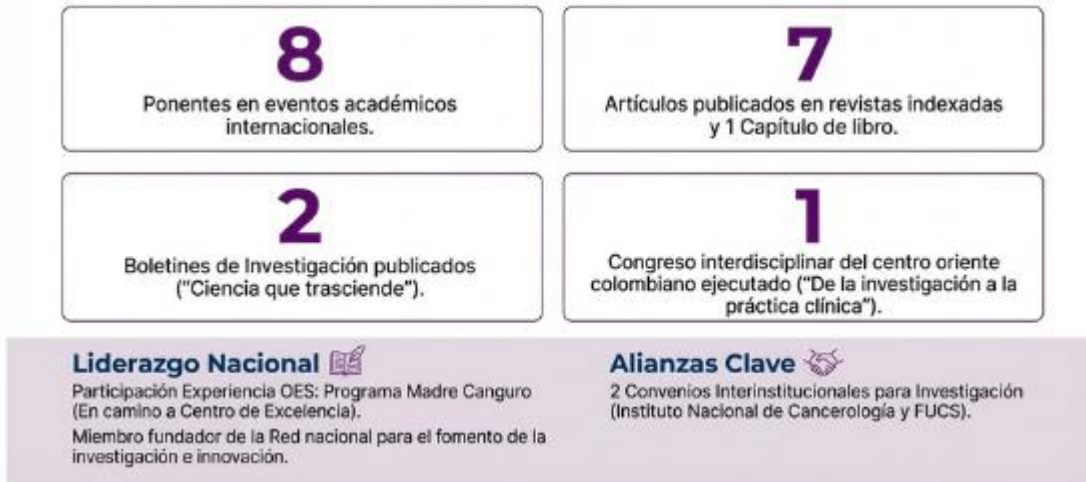 8
Ponentes en eventos académicos
internacionales.
7
Artículos publicados en revistas indexadas
y 1 Capítulo de libro.
2
Boletines de Investigación publicados
("Ciencia que trasciende").
1
Congreso interdisciplinar del centro oriente
colombiano ejecutado ("De la investigación a la
práctica clínica").
Liderazgo Nacional
Participación Experiencia OES: Programa Madre Canguro
(En camino a Centro de Excelencia).
Miembro fundador de la Red nacional para el fomento de la
investigación e innovación.
Alianzas Clave
2 Convenios Interinstitucionales para Investigación
(Instituto Nacional de Cancerología y FUCS).